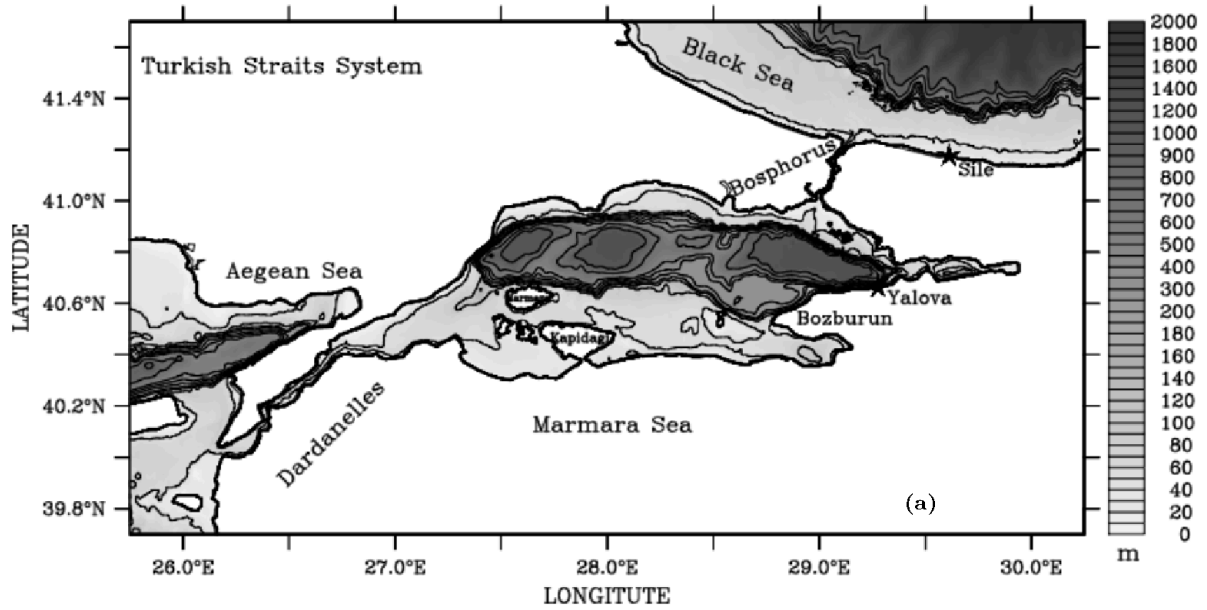 Turkish Straits System
Black Sea
Bosphorus
Sile
Aegean Sea
Marmara
Kapidagi
Yalova
Bozburun
Dardanelles
Marmara Sea
(a)
LATITUDE
41.4°N
41.0°N
40.6°N
40.2°N
39.8°N
26.0°E
27.0°E
28.0°E
29.0°E
30.0°E
LONGITUTE
2000
1800
1600
1400
1000
900
700
600
500
400
300
200
180
160
140
120
100
80
60
40
20
0
m